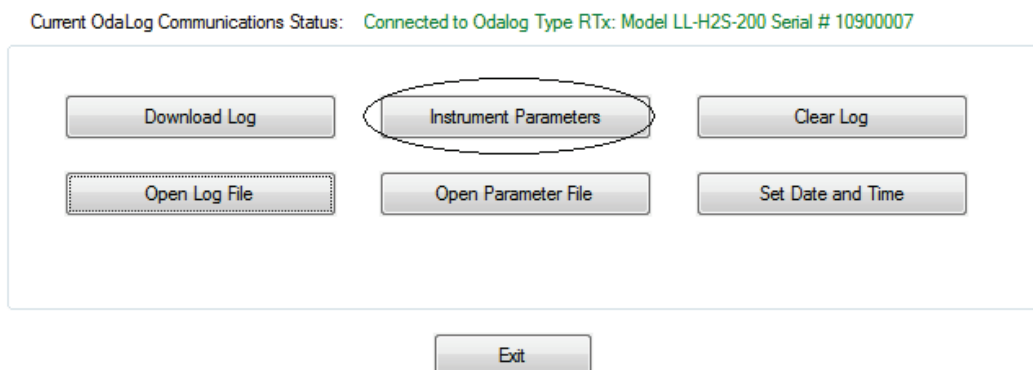 Current OdaLog Communications Status: Connected to Odalog Type RTx: Model LL-H2S-200 Serial # 10900007
Download Log Instrument Parameters Clear Log
Open Log File Open Parameter File Set Date and Time
Exit